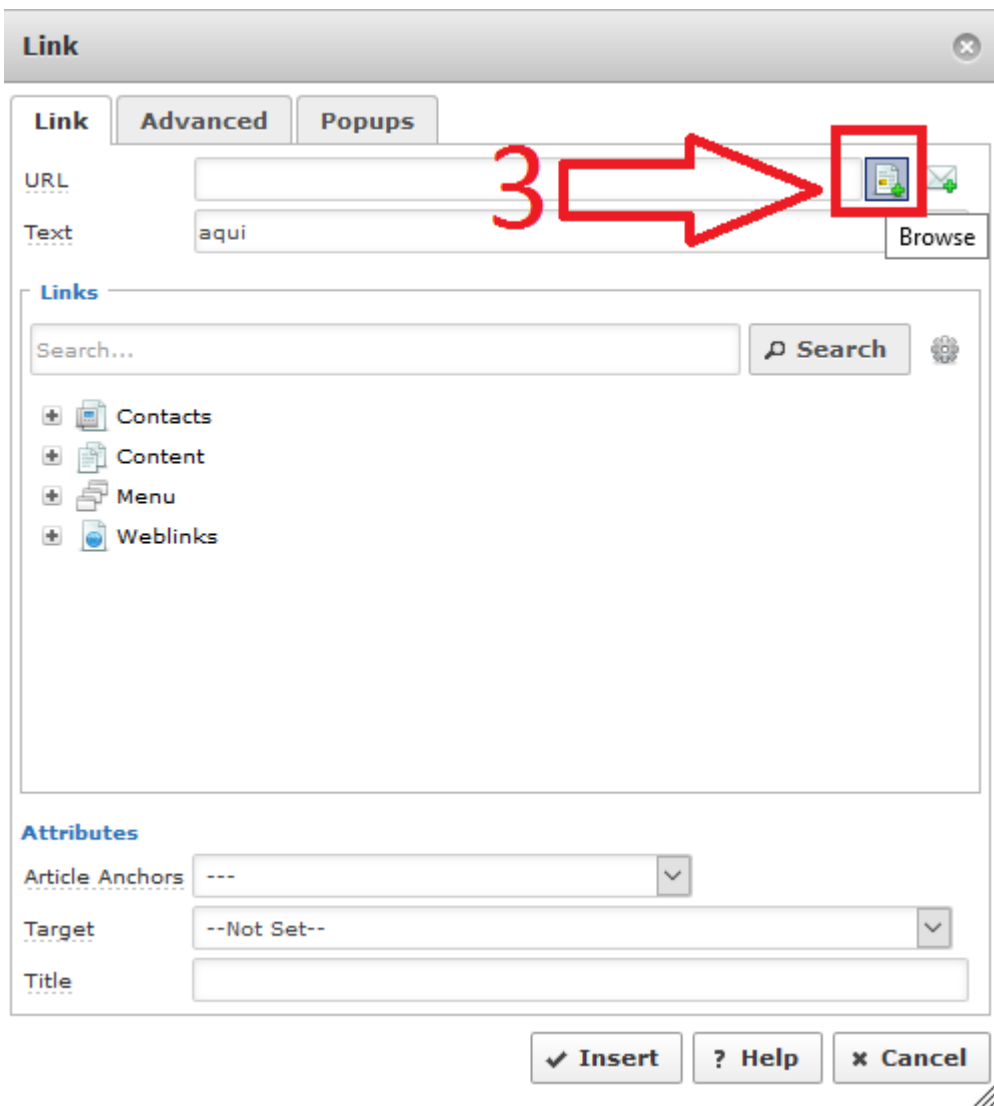 Link
Link Advanced Popups
3
URL
Text aqui
Browse
Links
Search... Search
Contacts
Content
Menu
Weblinks
Attributes
Article Anchors ---
Target --Not Set--
Title
Insert ? Help Cancel